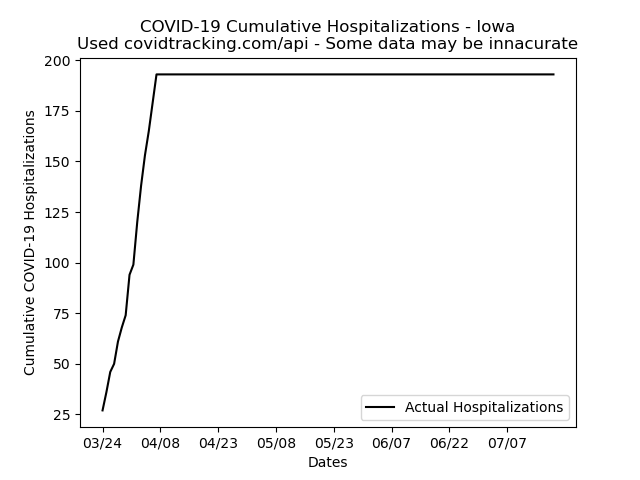 COVID-19 Cumulative Hospitalizations - Iowa
Used covidtracking.com/api - Some data may be innacurate
Cumulative COVID-19 Hospitalizations
200
175
150
125
100
75
50
25
Actual Hospitalizations
03/24 04/08 04/23 05/08 05/23 06/07 06/22 07/07
Dates